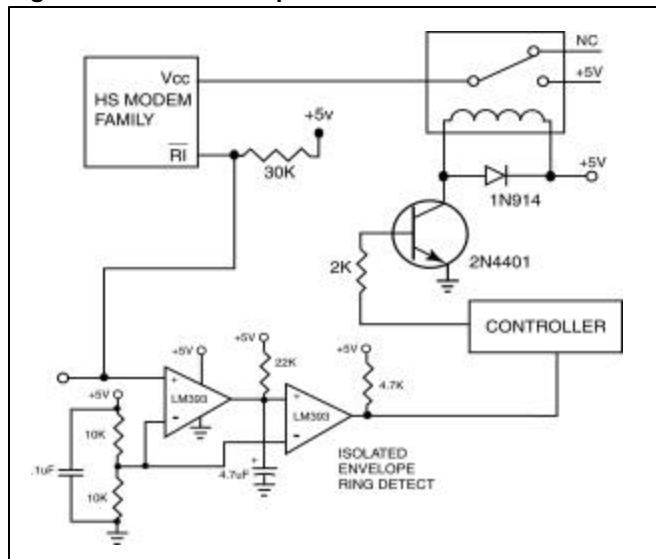 NC
Vcc
+5V
HS MODEM
FAMILY
+5v
RI
30K
+5V
1N914
2K
2N4401
CONTROLLER
+5V
22K
+5V
+5V
4.7K
+5V
+
LM393
-
+
LM393
-
10K
.1uF
10K
+
4.7uF
ISOLATED
ENVELOPE
RING DETECT